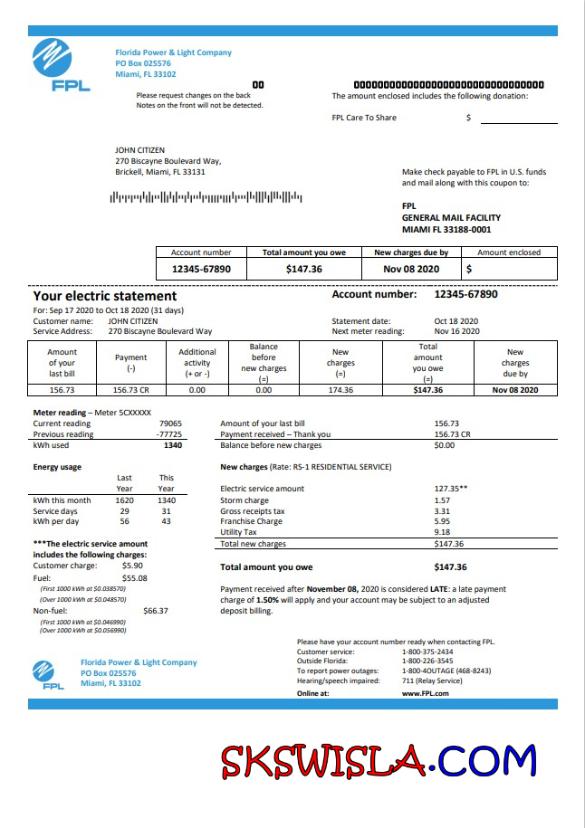 Florida Power & Light Company
PO Box 025576
Miami, FL 33102
FPL
00
0000000000000000000000000000000000
Please request changes on the back
Notes on the front will not be detected.
The amount enclosed includes the following donation:
FPL Care To Share $
JOHN CITIZEN
270 Biscayne Boulevard Way,
Brickell, Miami, FL 33131
Make check payable to FPL in U.S. funds
and mail along with this coupon to:
FPL
GENERAL MAIL FACILITY
MIAMI FL 33188-0001
Account number Total amount you owe New charges due by Amount enclosed
12345-67890 $147.36 Nov 08 2020 $
Your electric statement Account number: 12345-67890
For: Sep 17 2020 to Oct 18 2020 (31 days)
Customer name: JOHN CITIZEN Statement date: Oct 18 2020
Service Address: 270 Biscayne Boulevard Way Next meter reading: Nov 16 2020
Amount of your last bill
Payment (-)
Additional activity (+ or -)
Balance before new charges (=)
New charges (=)
Total amount you owe (=)
New charges due by
156.73 156.73 CR 0.00 0.00 174.36 $147.36 Nov 08 2020
Meter reading – Meter 5CXXXXX
Current reading 79065
Previous reading -77725
kWh used 1340
Energy usage
Last Year This Year
kWh this month 1620 1340
Service days 29 31
kWh per day 56 43
***The electric service amount
includes the following charges:
Customer charge: $5.90
Fuel: $55.08
(First 1000 kWh at $0.038570)
(Over 1000 kWh at $0.048570)
Non-fuel: $66.37
(First 1000 kWh at $0.046990)
(Over 1000 kWh at $0.056990)
Amount of your last bill 156.73
Payment received – Thank you 156.73 CR
Balance before new charges $0.00
New charges (Rate: RS-1 RESIDENTIAL SERVICE)
Electric service amount 127.35**
Storm charge 1.57
Gross receipts tax 3.31
Franchise Charge 5.95
Utility Tax 9.18
Total new charges $147.36
Total amount you owe $147.36
Payment received after November 08, 2020 is considered LATE: a late payment
charge of 1.50% will apply and your account may be subject to an adjusted
deposit billing.
Please have your account number ready when contacting FPL.
Customer service: 1-800-375-2434
Outside Florida: 1-800-226-3545
To report power outages: 1-800-4OUTAGE (468-8243)
Hearing/speech impaired: 711 (Relay Service)
Online at: www.FPL.com
FPL
Florida Power & Light Company
PO Box 025576
Miami, FL 33102
SKSWISLA.COM